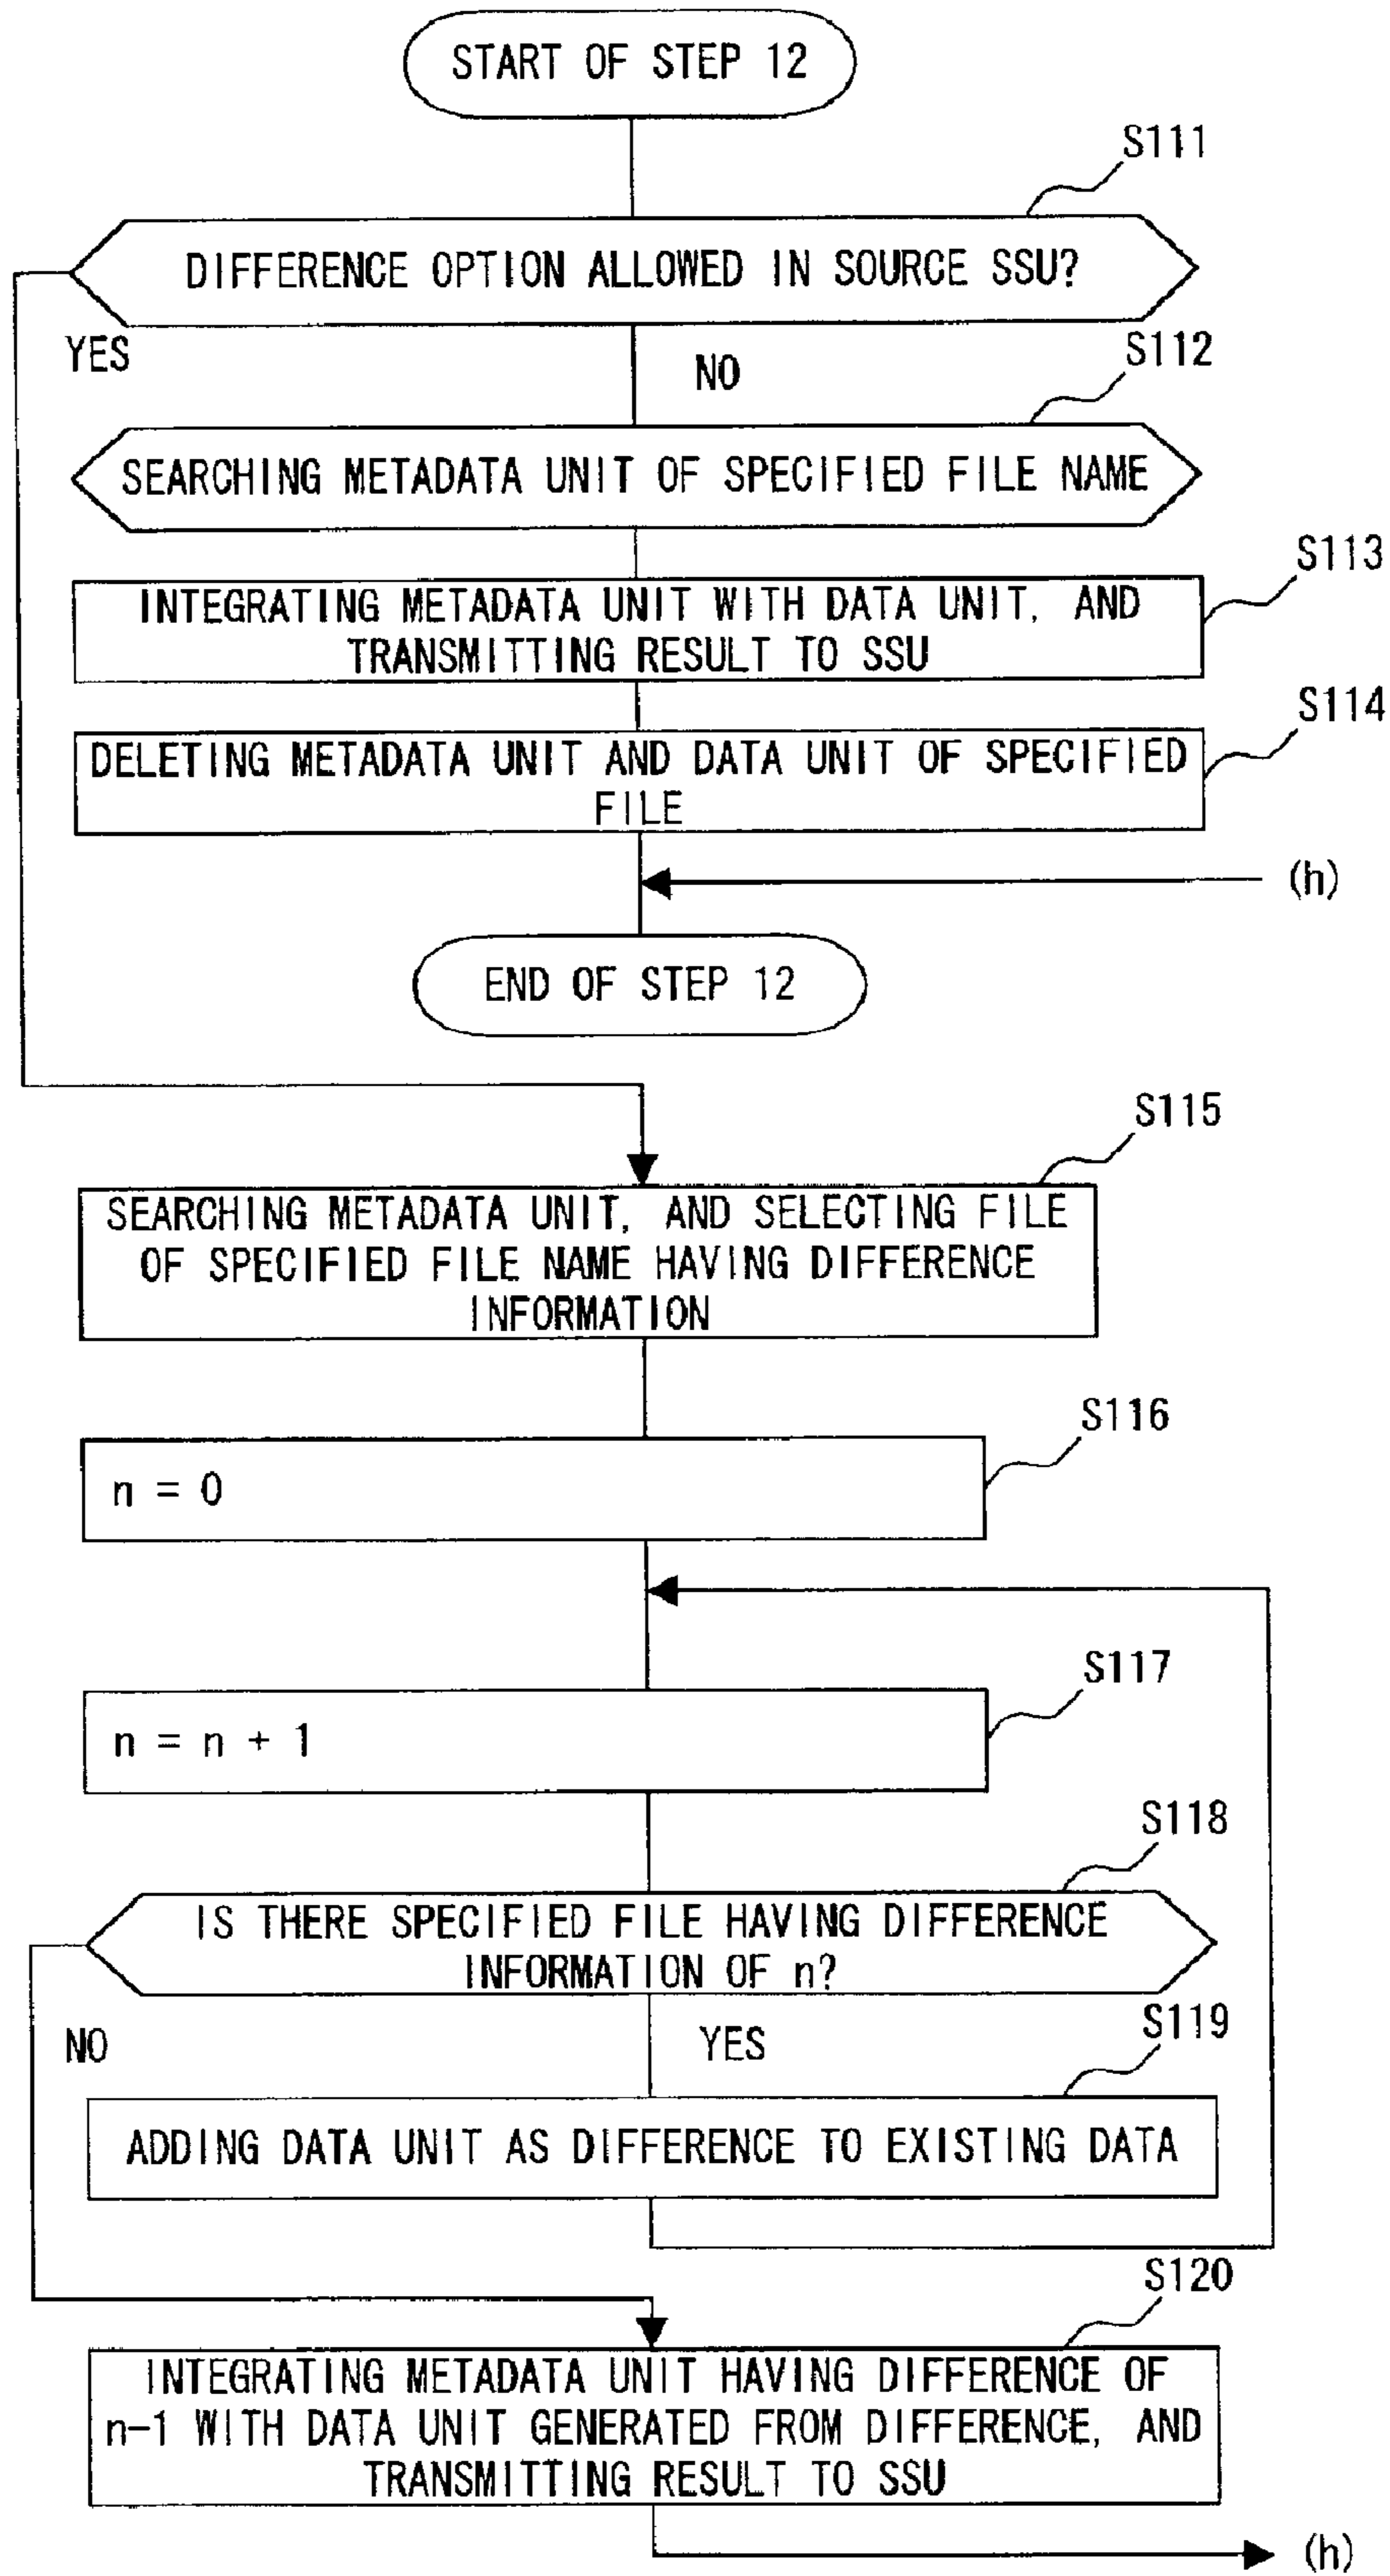 START OF STEP 12
S111
DIFFERENCE OPTION ALLOWED IN SOURCE SSU?
YES
NO
S112
SEARCHING METADATA UNIT OF SPECIFIED FILE NAME
S113
INTEGRATING METADATA UNIT WITH DATA UNIT, AND
TRANSMITTING RESULT TO SSU
S114
DELETING METADATA UNIT AND DATA UNIT OF SPECIFIED
FILE
(h)
END OF STEP 12
S115
SEARCHING METADATA UNIT, AND SELECTING FILE
OF SPECIFIED FILE NAME HAVING DIFFERENCE
INFORMATION
S116
n = 0
S117
n = n + 1
S118
IS THERE SPECIFIED FILE HAVING DIFFERENCE
INFORMATION OF n?
NO
YES
S119
ADDING DATA UNIT AS DIFFERENCE TO EXISTING DATA
S120
INTEGRATING METADATA UNIT HAVING DIFFERENCE OF
n-1 WITH DATA UNIT GENERATED FROM DIFFERENCE, AND
TRANSMITTING RESULT TO SSU
(h)